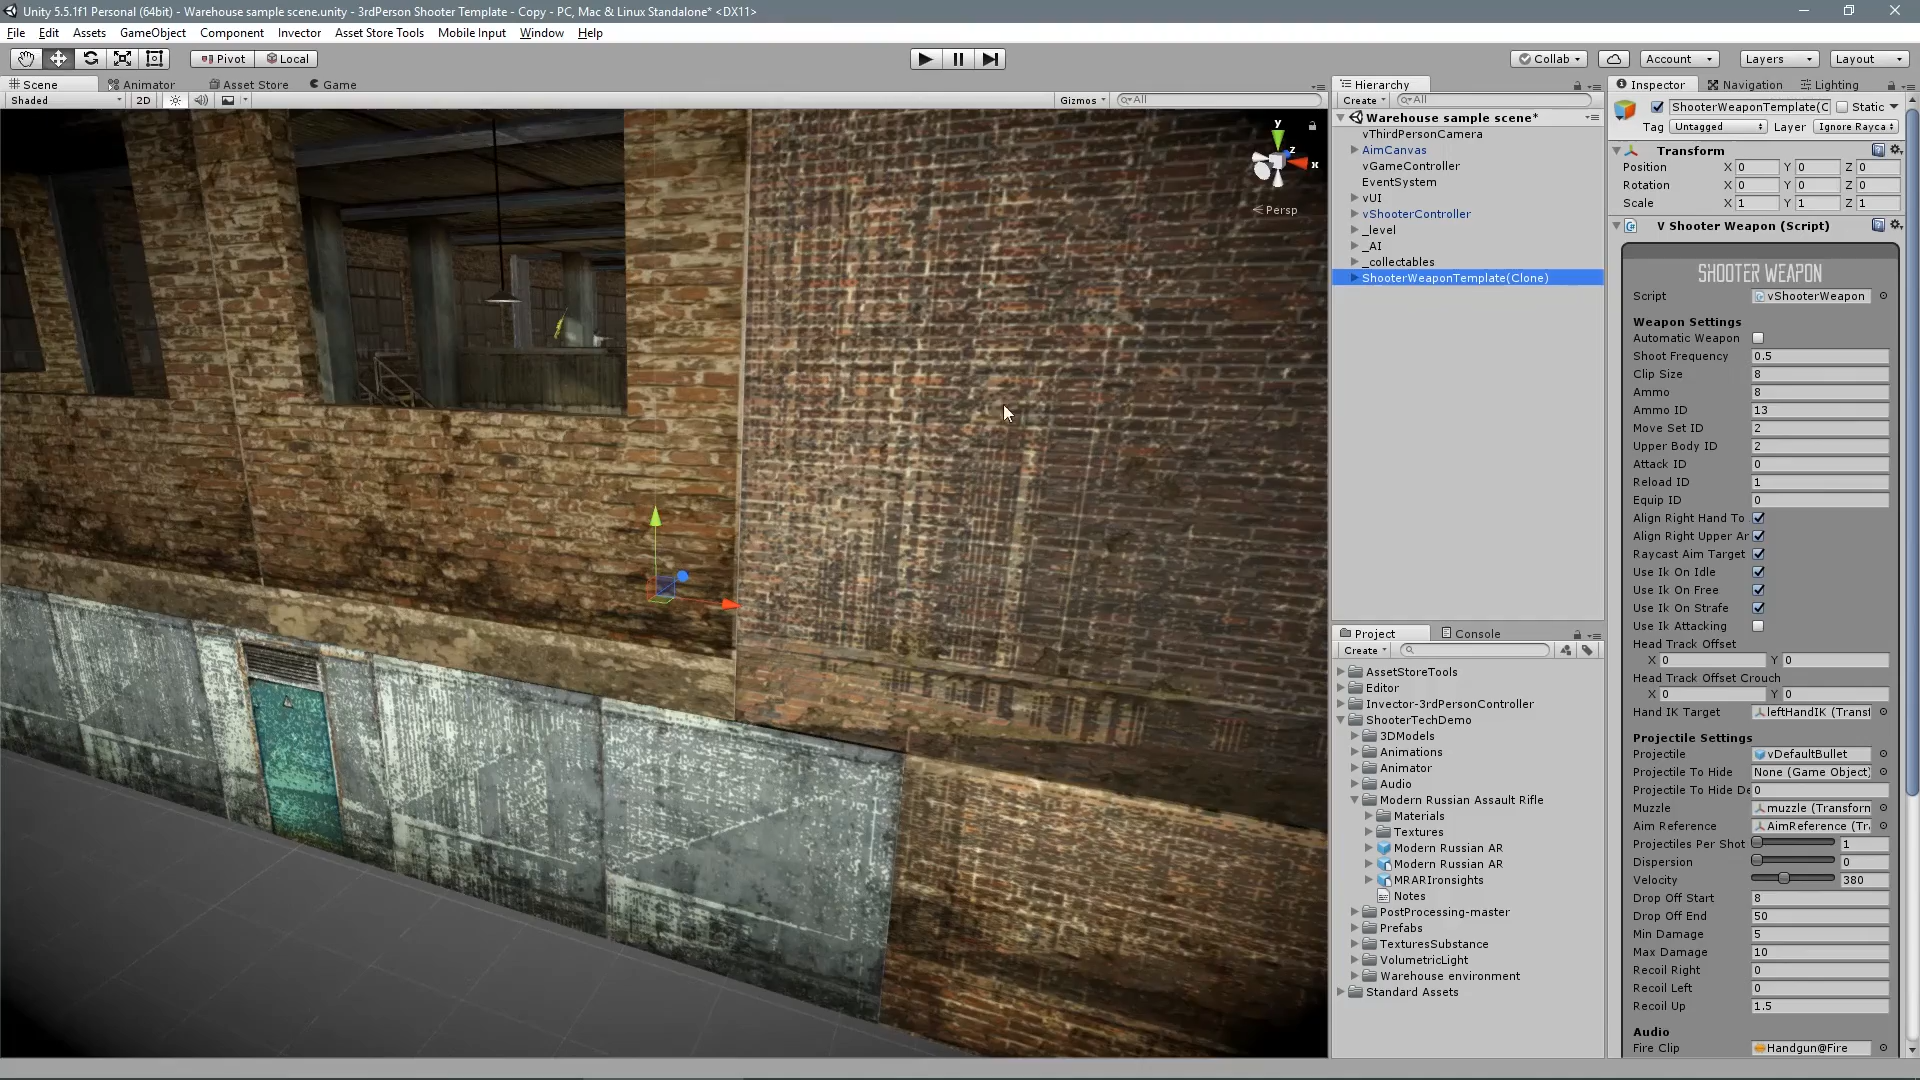 Unity 5.5.1f1 Personal (64bit) - Warehouse sample scene.unity - 3rdPerson Shooter Template - Copy - PC, Mac & Linux Standalone* <DX11>
File Edit Assets GameObject Component Invector Asset Store Tools Mobile Input Window Help
Pivot Local Collab Account Layers Layout
Scene Animator Asset Store Game
Shaded 2D Gizmos All
y
z
x
Persp
Hierarchy
Create All
Warehouse sample scene*
vThirdPersonCamera
AimCanvas
vGameController
EventSystem
vUI
vShooterController
_level
_AI
_collectables
ShooterWeaponTemplate(Clone)
Project Console
Create
AssetStoreTools
Editor
Invector-3rdPersonController
ShooterTechDemo
3DModels
Animations
Animator
Audio
Modern Russian Assault Rifle
Materials
Textures
Modern Russian AR
Modern Russian AR
MRARIronsights
Notes
PostProcessing-master
Prefabs
TexturesSubstance
VolumetricLight
Warehouse environment
Standard Assets
Inspector Navigation Lighting
ShooterWeaponTemplate(C Static
Tag Untagged Layer Ignore Rayca
Transform
Position X 0 Y 0 Z 0
Rotation X 0 Y 0 Z 0
Scale X 1 Y 1 Z 1
V Shooter Weapon (Script)
SHOOTER WEAPON
Script vShooterWeapon
Weapon Settings
Automatic Weapon
Shoot Frequency 0.5
Clip Size 8
Ammo 8
Ammo ID 13
Move Set ID 2
Upper Body ID 2
Attack ID 0
Reload ID 1
Equip ID 0
Align Right Hand To
Align Right Upper Ar
Raycast Aim Target
Use Ik On Idle
Use Ik On Free
Use Ik On Strafe
Use Ik Attacking
Head Track Offset
X 0 Y 0
Head Track Offset Crouch
X 0 Y 0
Hand IK Target leftHandIK (Transf
Projectile Settings
Projectile vDefaultBullet
Projectile To Hide None (Game Object)
Projectile To Hide De 0
Muzzle muzzle (Transforn
Aim Reference AimReference (Tr
Projectiles Per Shot 1
Dispersion 0
Velocity 380
Drop Off Start 8
Drop Off End 50
Min Damage 5
Max Damage 10
Recoil Right 0
Recoil Left 0
Recoil Up 1.5
Audio
Fire Clip Handgun@Fire